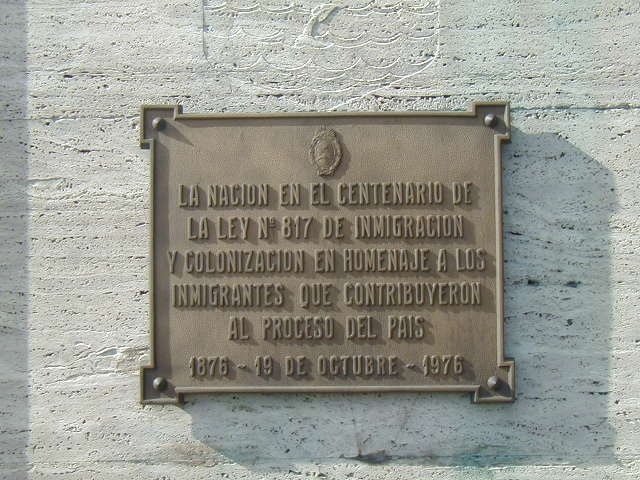 LA NACION EN EL CENTENARIO DE
LA LEY Nº 817 DE INMIGRACION
Y COLONIZACION EN HOMENAJE A LOS
INMIGRANTES QUE CONTRIBUYERON
AL PROCESO DEL PAIS
1876 - 19 DE OCTUBRE - 1976